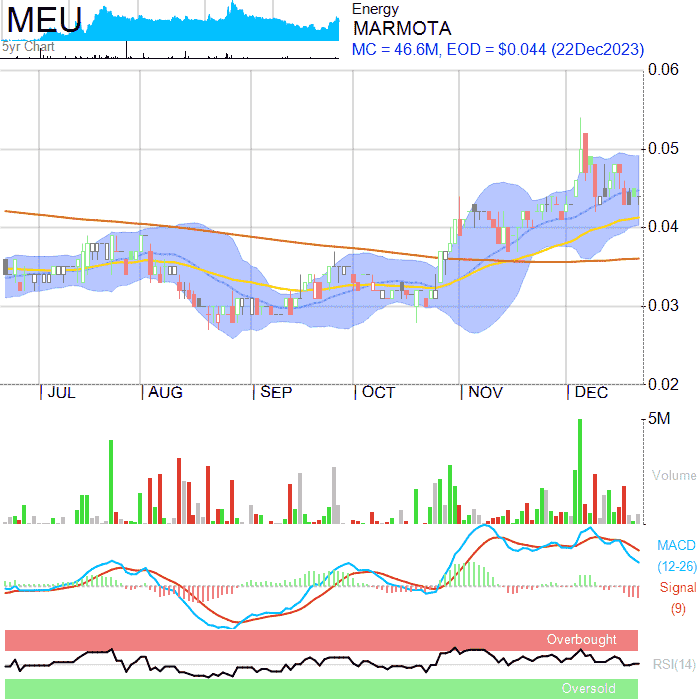 MEU
5yr Chart
Energy
MARMOTA
MC = 46.6M, EOD = $0.044 (22Dec2023)
0.06
0.05
0.04
0.03
0.02
JUL AUG SEP OCT NOV DEC
5M
Volume
MACD
(12-26)
Signal
(9)
Overbought
RSI(14)
Oversold